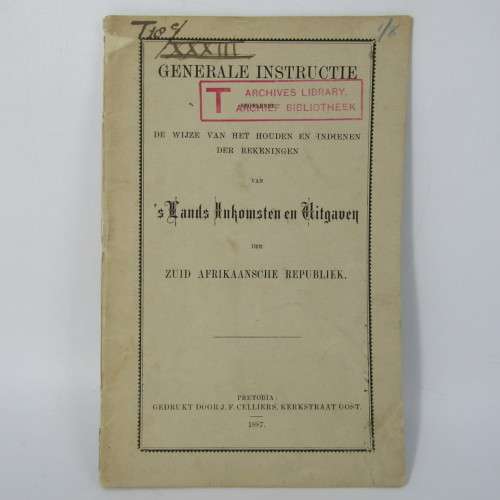 XXXIII
GENERALE INSTRUCTIE
T ARCHIVES LIBRARY.
ARCHIEF BIBLIOTHEEK
DE WIJZE VAN HET HOUDEN EN INDIENEN
DER REKENINGEN
VAN
's Lands Inkomsten en Uitgaven
DER
ZUID AFRIKAANSCHE REPUBLIEK.
PRETORIA:
GEDRUKT DOOR J. F. CELLIERS, KERKSTRAAT OOST.
1887.